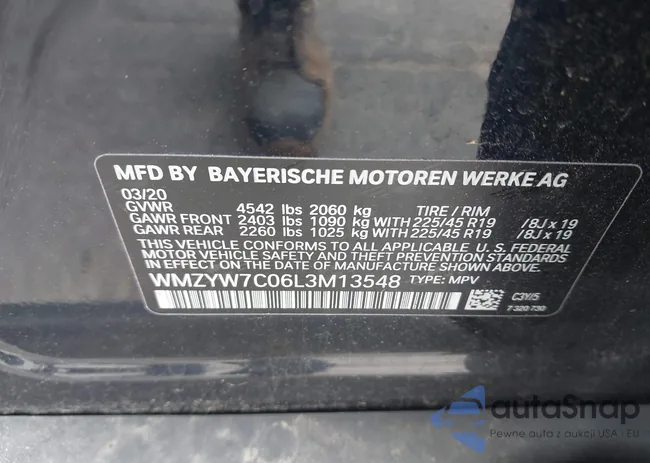 MFD BY BAYERISCHE MOTOREN WERKE AG
03/20
GVWR 4542 lbs 2060 kg TIRE / RIM
GAWR FRONT 2403 lbs 1090 kg WITH 225/45 R19 /8J x 19
GAWR REAR 2260 lbs 1025 kg WITH 225/45 R19 /8J x 19
THIS VEHICLE CONFORMS TO ALL APPLICABLE U. S. FEDERAL
MOTOR VEHICLE SAFETY, BUMPER, AND THEFT PREVENTION
STANDARDS IN EFFECT ON THE DATE OF MANUFACTURE SHOWN ABOVE.
WMZYW7C06L3M13548 TYPE: MPV
C3Y/5
7 320 730
autoSnap
Pewne auta z aukcji USA - EU